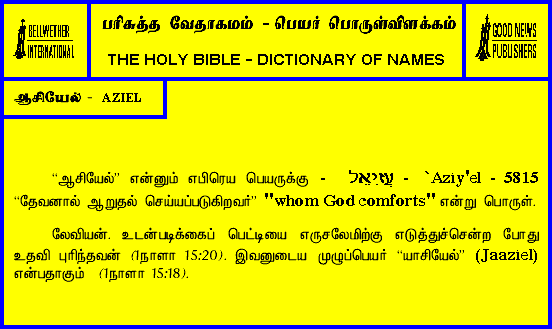 BELLWETHER
INTERNATIONAL
பரிசுத்த வேதாகமம் - பெயர் பொருள்விளக்கம்
THE HOLY BIBLE - DICTIONARY OF NAMES
GOOD NEWS
PUBLISHERS
ஆசியேல் - AZIEL
“ஆசியேல்” என்னும் எபிரெய பெயருக்கு - עֲזִיאֵל - `Aziy'el - 5815
“தேவனால் ஆறுதல் செய்யப்படுகிறவர்” "whom God comforts" என்று பொருள்.
லேவியன். உடன்படிக்கைப் பெட்டியை எருசலேமிற்கு எடுத்துச்சென்ற போது
உதவி புரிந்தவன் (1நாளா 15:20). இவனுடைய முழுப்பெயர் “யாசியேல்” (Jaaziel)
என்பதாகும் (1நாளா 15:18).